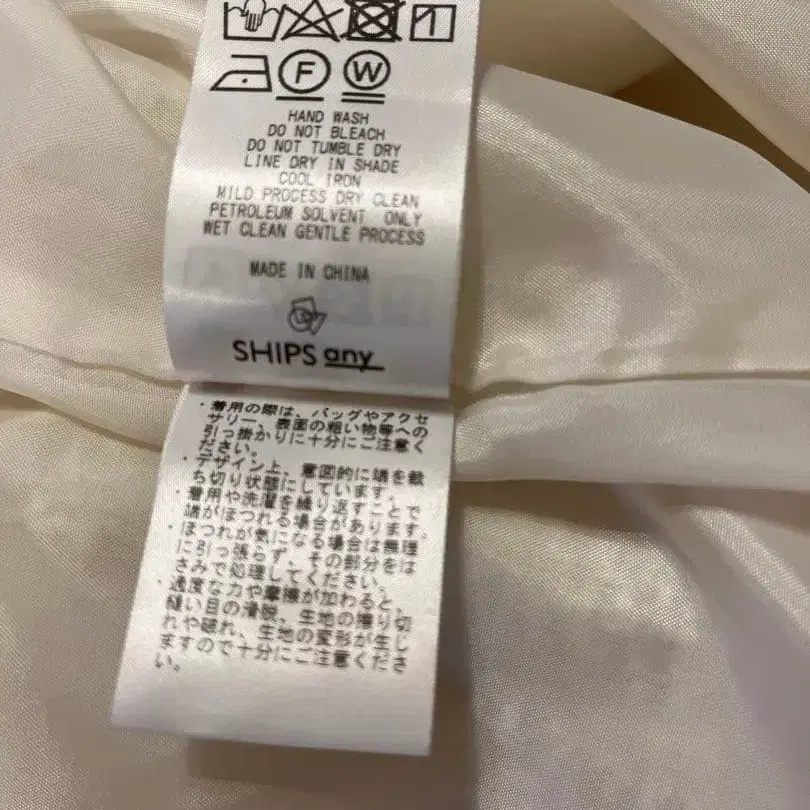 F W
HAND WASH
DO NOT BLEACH
DO NOT TUMBLE DRY
LINE DRY IN SHADE
COOL IRON
MILD PROCESS DRY CLEAN
PETROLEUM SOLVENT ONLY
WET CLEAN GENTLE PROCESS
MADE IN CHINA
SHIPS any
・着用の際は、バッグやアクセ
サリー、表面の粗い物等への
引っ掛かりに十分にご注意く
ださい。
・デザイン上、意図的に端を裁
ち切り状態にしています。
・着用や洗濯を繰り返すことで
端がほつれる場合があります。
・ほつれが気になる場合は無理
に引っ張らず、その部分をは
さみで処理してください。
・過度な力や摩擦が加わると、
縫い目の滑脱、生地の擦り切
れや破れ、生地の変形が生じ
ますので十分にご注意くださ
い。